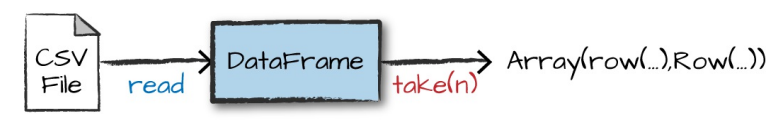 CSV
File
read
DataFrame
take(n)
Array(row(...),Row(...))